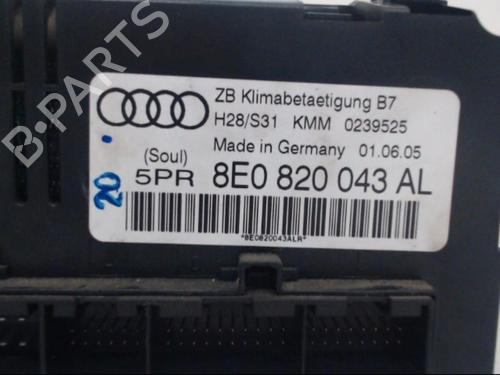 ZB Klimabetaetigung B7
H28/S31 KMM 0239525
Made in Germany 01.06.05
(Soul)
5PR 8E0 820 043 AL
20.
*8E0820043ALR*
B-PARTS